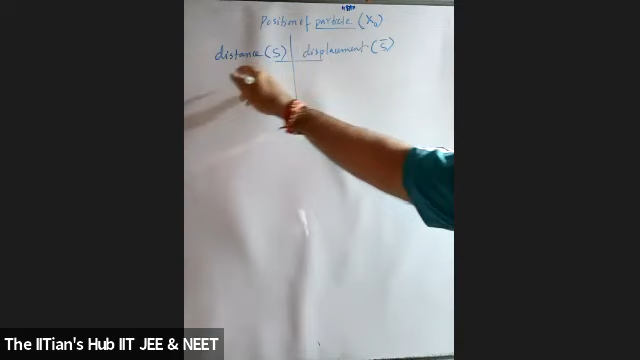 Position of particle (X₀)
distance (S) displacement (S̄)
The IITian's Hub IIT JEE & NEET